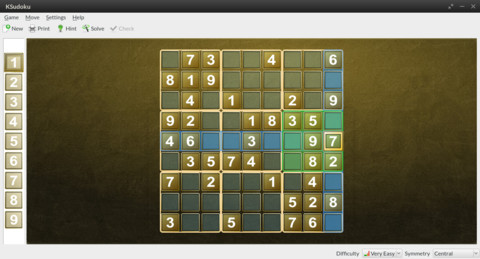 KSudoku
Game Move Settings Help
New Print Hint Solve Check
1
2
3
4
5
6
7
8
9
7 3 4 6
8 1 9
4 1 2 9
9 2 1 8 3 5
4 6 3 9 7
3 5 7 4 8 2
7 2 1 4
5 2 8
3 5 7 6
Difficulty Very Easy Symmetry Central